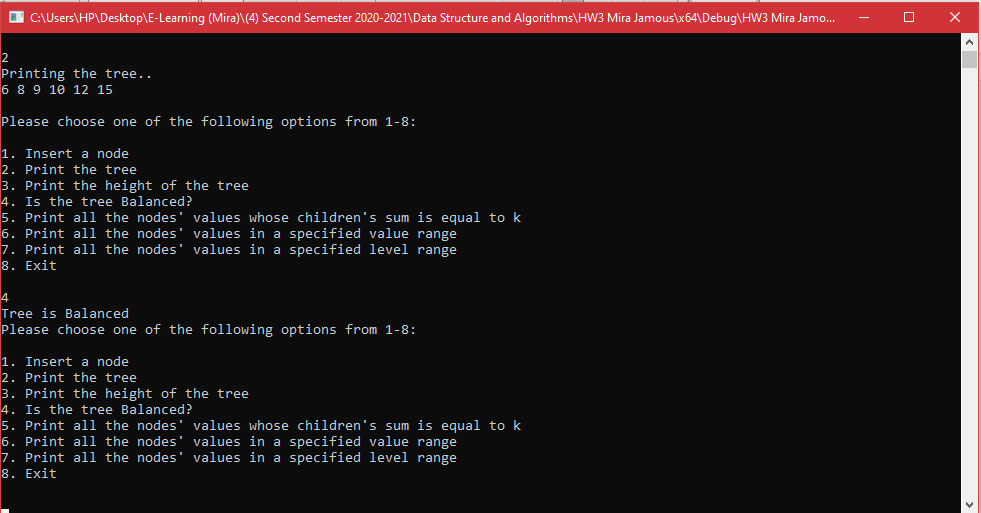 C:\Users\HP\Desktop\E-Learning (Mira)\(4) Second Semester 2020-2021\Data Structure and Algorithms\HW3 Mira Jamous\x64\Debug\HW3 Mira Jamo...
2
Printing the tree..
6 8 9 10 12 15
Please choose one of the following options from 1-8:
1. Insert a node
2. Print the tree
3. Print the height of the tree
4. Is the tree Balanced?
5. Print all the nodes' values whose children's sum is equal to k
6. Print all the nodes' values in a specified value range
7. Print all the nodes' values in a specified level range
8. Exit
4
Tree is Balanced
Please choose one of the following options from 1-8:
1. Insert a node
2. Print the tree
3. Print the height of the tree
4. Is the tree Balanced?
5. Print all the nodes' values whose children's sum is equal to k
6. Print all the nodes' values in a specified value range
7. Print all the nodes' values in a specified level range
8. Exit